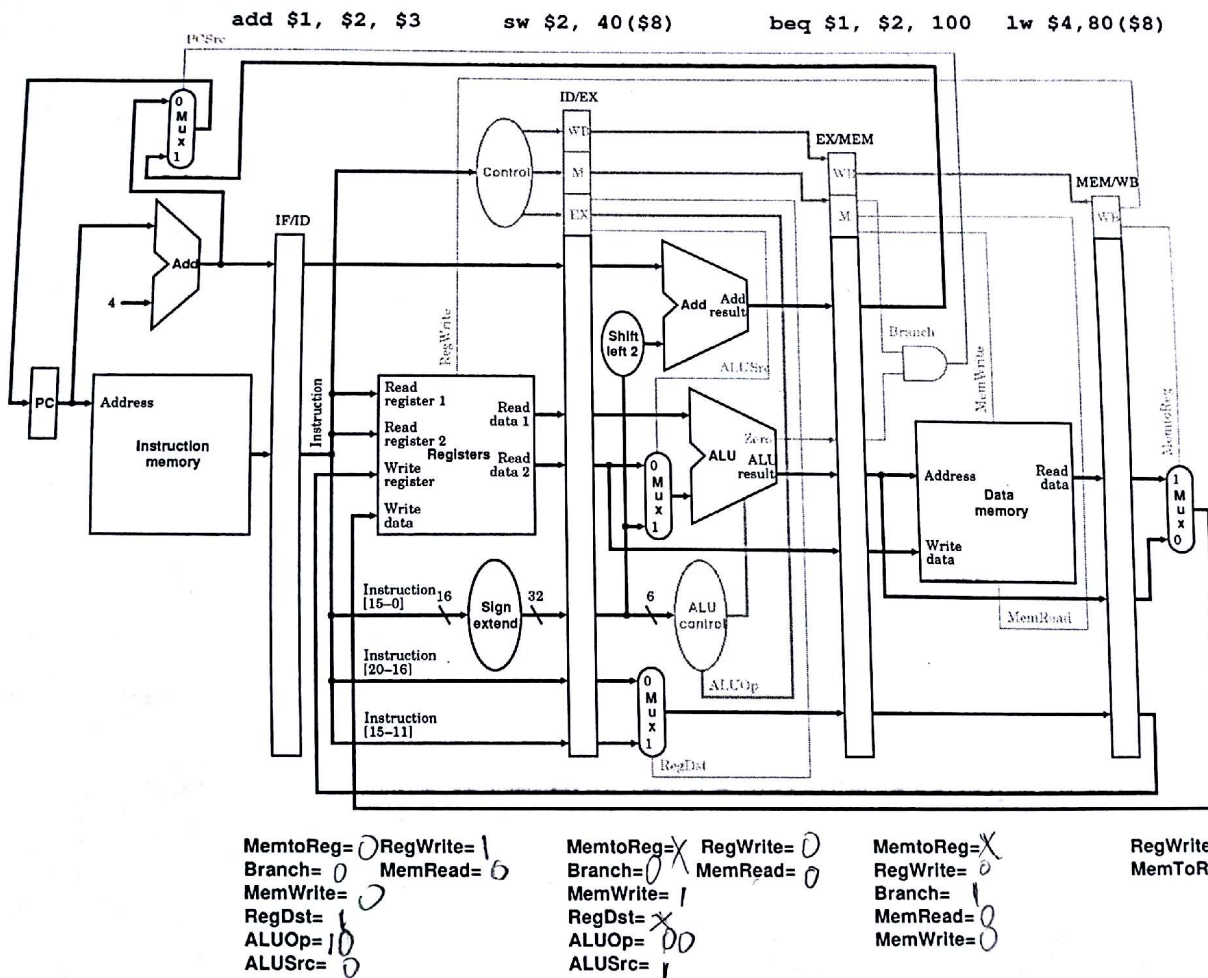 add $1, $2, $3    sw $2, 40($8)    beq $1, $2, 100    lw $4,80($8)
PCSrc
ID/EX
0
M
u
x
1
WB
EX/MEM
Control
M
WB
MEM/WB
IF/ID
EX
M
WB
Add
4
Add
Add
result
Shift
left 2
Branch
RegWrite
ALUSrc
MemWrite
MemtoReg
PC
Address
Instruction
memory
Instruction
Read
register 1
Read
data 1
Read
register 2
Registers
Read
data 2
Write
register
Write
data
0
M
u
x
1
Zero
ALU
ALU
result
Address
Read
data
Data
memory
Write
data
1
M
u
x
0
Instruction
[15–0]
16
Sign
extend
32
6
ALU
control
MemRead
Instruction
[20–16]
ALUOp
0
M
u
x
1
Instruction
[15–11]
RegDst
MemtoReg= 0 RegWrite= 1
Branch= 0 MemRead= 0
MemWrite= 0
RegDst= 1
ALUOp= 10
ALUSrc= 0
MemtoReg= X RegWrite= 0
Branch= 0 MemRead= 0
MemWrite= 1
RegDst= X
ALUOp= 00
ALUSrc= 1
MemtoReg= X
RegWrite= 0
Branch= 1
MemRead= 0
MemWrite= 0
RegWrite
MemToR